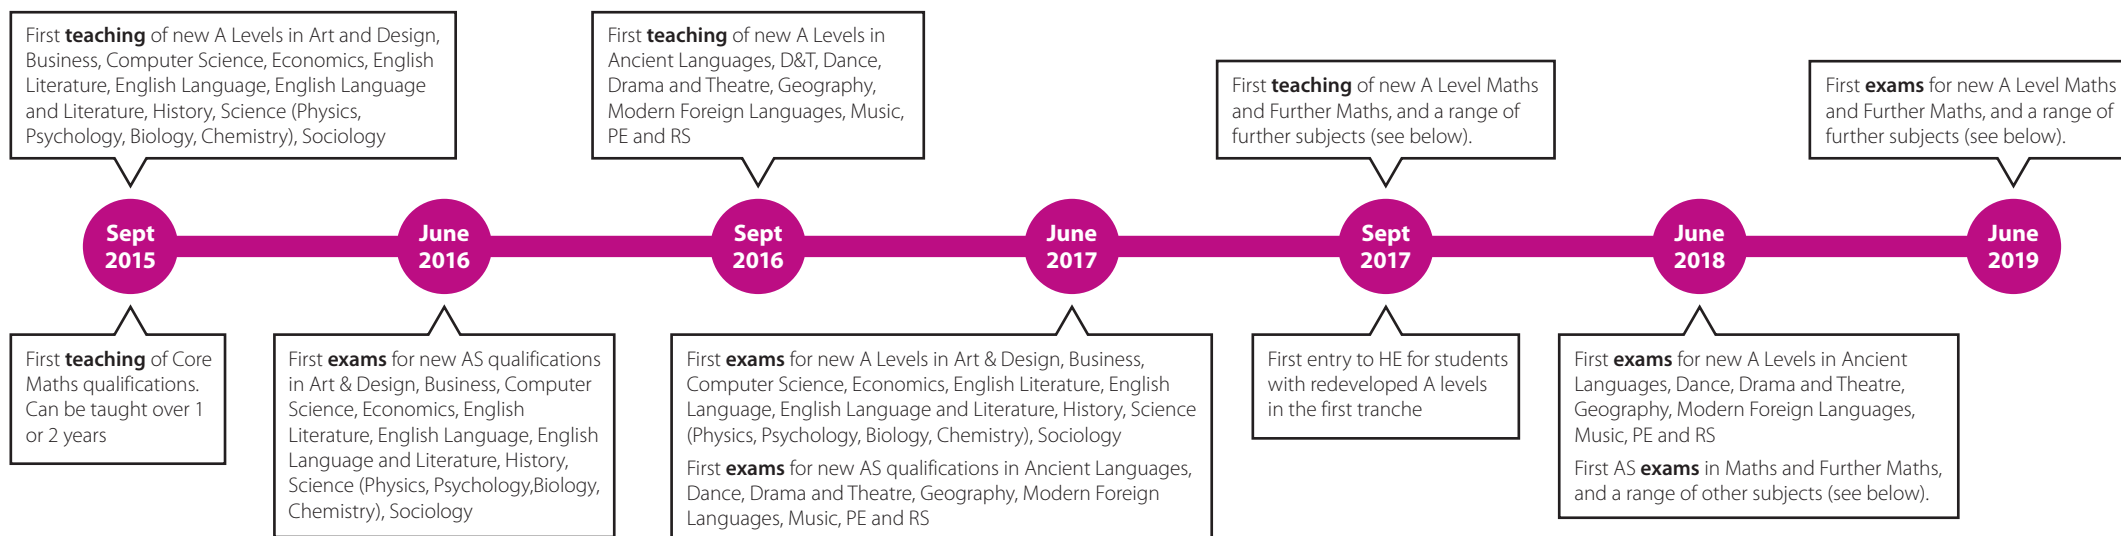 First teaching of new A Levels in Art and Design,
Business, Computer Science, Economics, English
Literature, English Language, English Language
and Literature, History, Science (Physics,
Psychology, Biology, Chemistry), Sociology
First teaching of new A Levels in
Ancient Languages, D&T, Dance,
Drama and Theatre, Geography,
Modern Foreign Languages, Music,
PE and RS
First teaching of new A Level Maths
and Further Maths, and a range of
further subjects (see below).
First exams for new A Level Maths
and Further Maths, and a range of
further subjects (see below).
Sept
2015
June
2016
Sept
2016
June
2017
Sept
2017
June
2018
June
2019
First teaching of Core
Maths qualifications.
Can be taught over 1
or 2 years
First exams for new AS qualifications
in Art & Design, Business, Computer
Science, Economics, English
Literature, English Language, English
Language and Literature, History,
Science (Physics, Psychology,Biology,
Chemistry), Sociology
First exams for new A Levels in Art & Design, Business,
Computer Science, Economics, English Literature, English
Language, English Language and Literature, History, Science
(Physics, Psychology, Biology, Chemistry), Sociology
First exams for new AS qualifications in Ancient Languages,
Dance, Drama and Theatre, Geography, Modern Foreign
Languages, Music, PE and RS
First entry to HE for students
with redeveloped A levels
in the first tranche
First exams for new A Levels in Ancient
Languages, Dance, Drama and Theatre,
Geography, Modern Foreign Languages,
Music, PE and RS
First AS exams in Maths and Further Maths,
and a range of other subjects (see below).